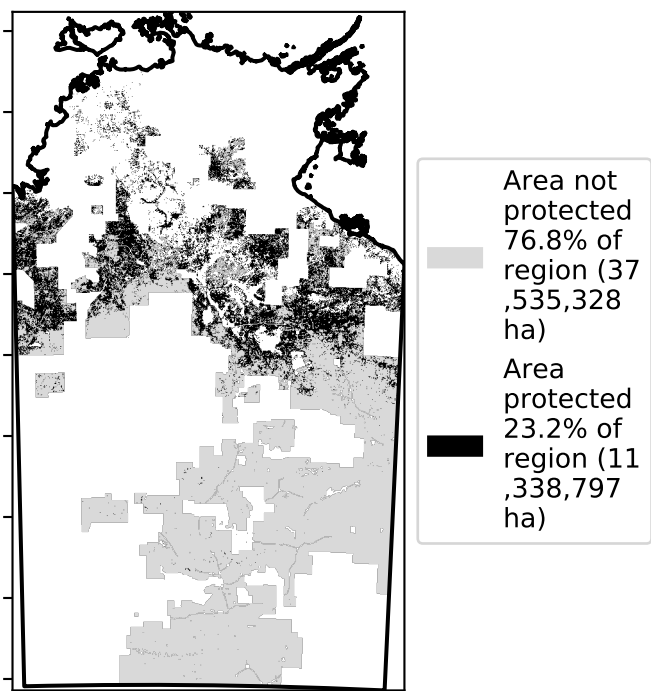 Area not
protected
76.8% of
region (37
,535,328
ha)
Area
protected
23.2% of
region (11
,338,797
ha)